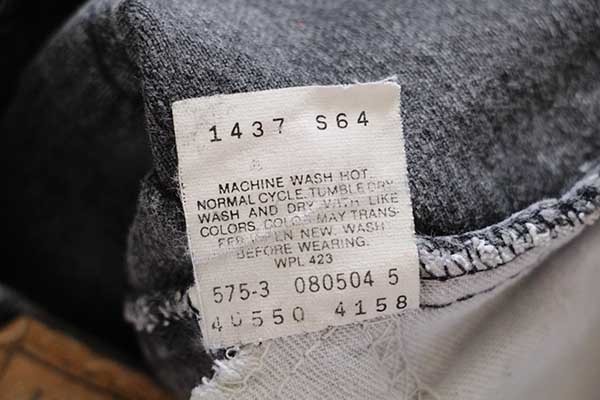 1437 S64
MACHINE WASH HOT.
NORMAL CYCLE. TUMBLE DRY.
WASH AND DRY WITH LIKE
COLORS. COLOR MAY TRANS-
FER WHEN NEW. WASH
BEFORE WEARING.
WPL 423
575-3 080504 5
40550 4158